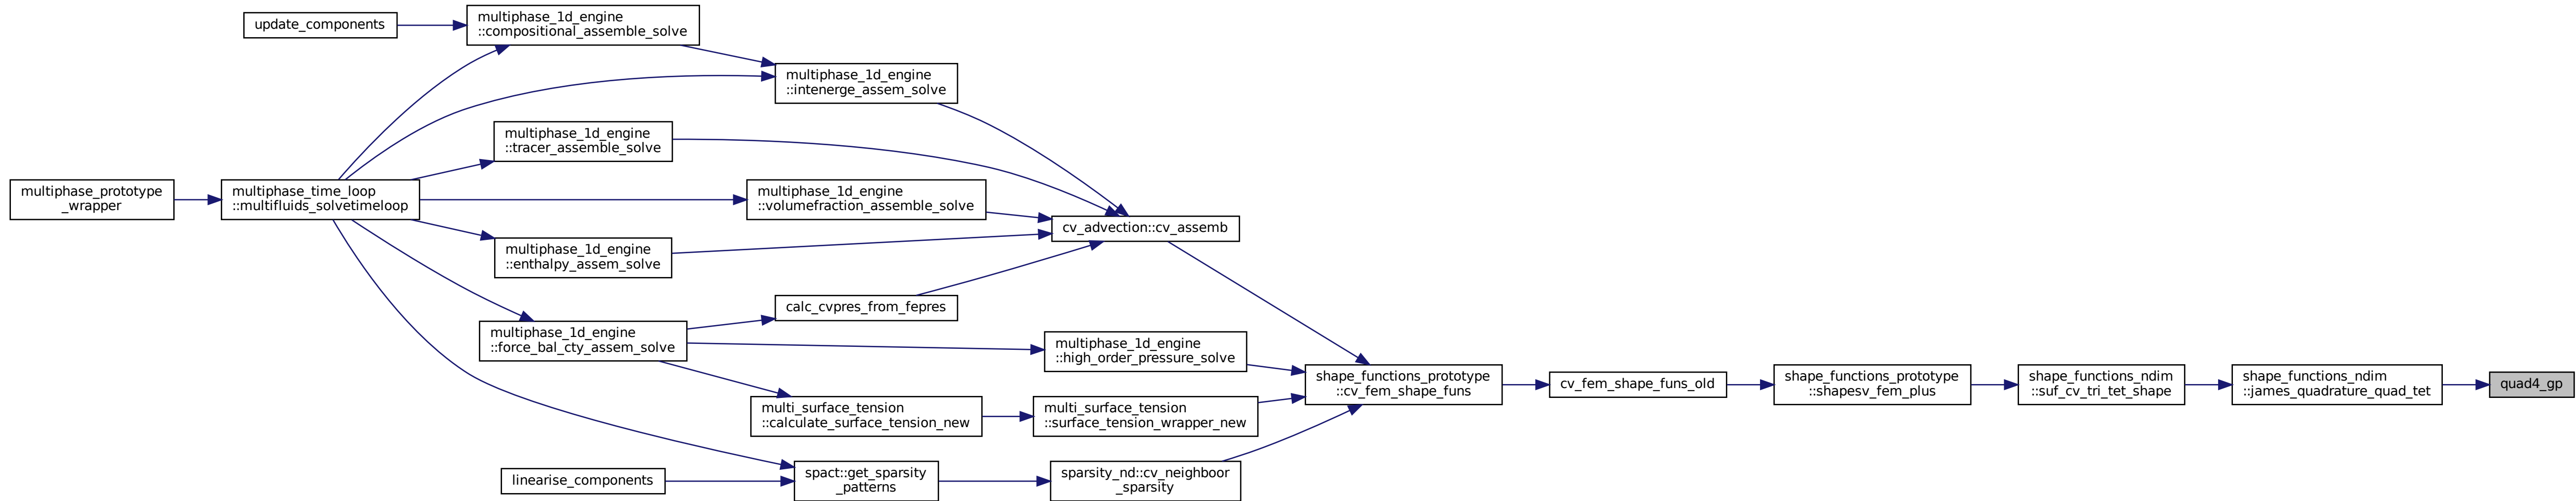 update_components
multiphase_1d_engine
::compositional_assemble_solve
multiphase_1d_engine
::intenerge_assem_solve
multiphase_1d_engine
::tracer_assemble_solve
multiphase_prototype
_wrapper
multiphase_time_loop
::multifluids_solvetimeloop
multiphase_1d_engine
::volumefraction_assemble_solve
cv_advection::cv_assemb
multiphase_1d_engine
::enthalpy_assem_solve
calc_cvpres_from_fepres
multiphase_1d_engine
::force_bal_cty_assem_solve
multiphase_1d_engine
::high_order_pressure_solve
shape_functions_prototype
::cv_fem_shape_funs
cv_fem_shape_funs_old
shape_functions_prototype
::shapesv_fem_plus
shape_functions_ndim
::suf_cv_tri_tet_shape
shape_functions_ndim
::james_quadrature_quad_tet
quad4_gp
multi_surface_tension
::calculate_surface_tension_new
multi_surface_tension
::surface_tension_wrapper_new
linearise_components
spact::get_sparsity
_patterns
sparsity_nd::cv_neighboor
_sparsity